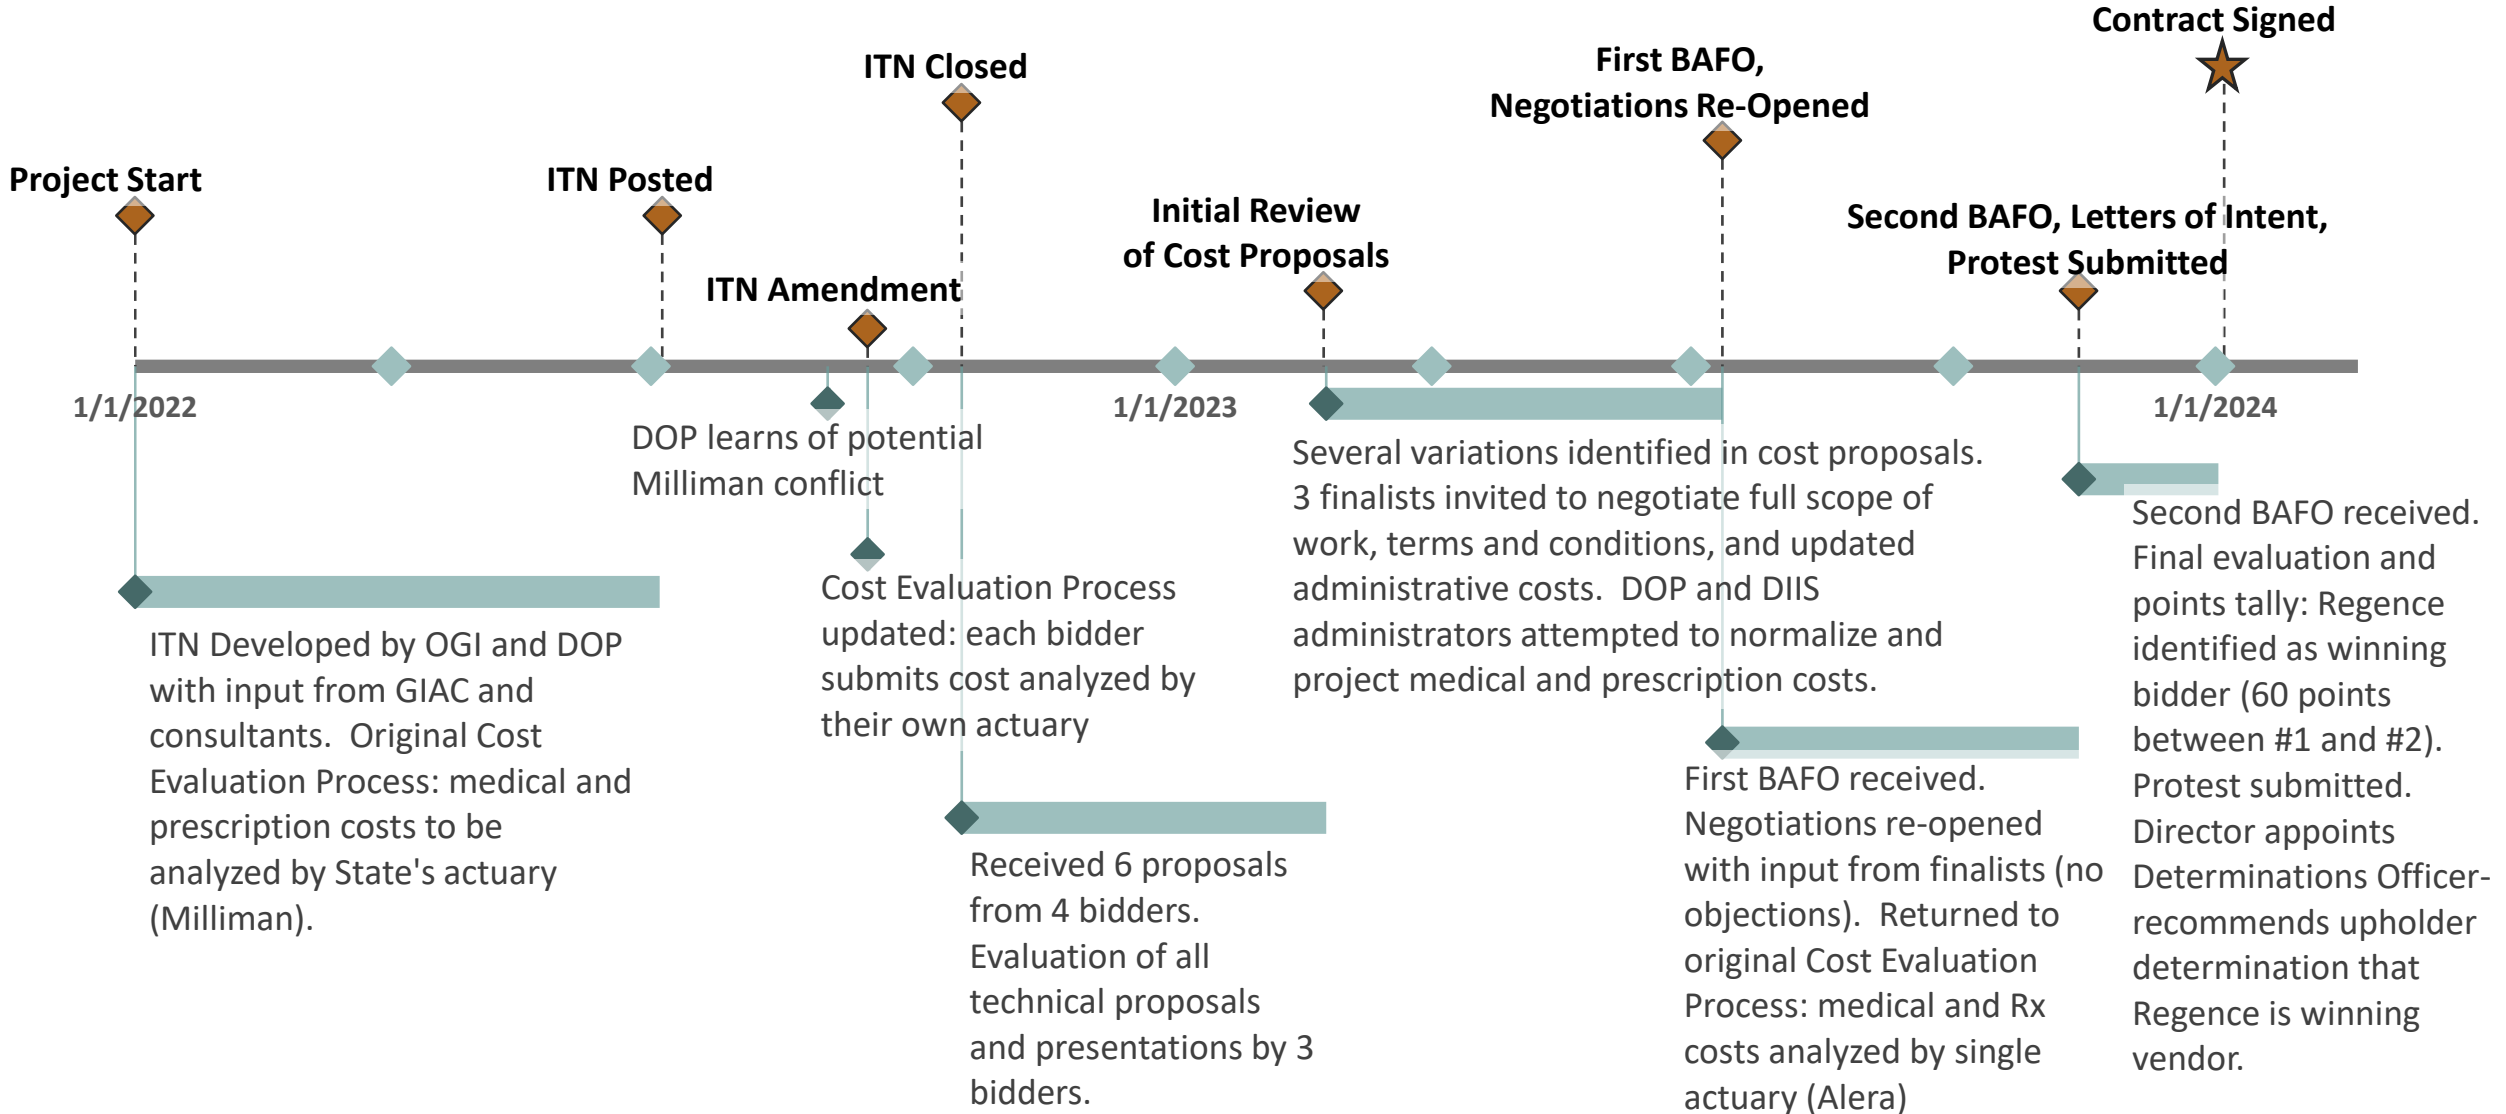 Contract Signed
ITN Closed
First BAFO,
Negotiations Re-Opened
Project Start
ITN Posted
Initial Review
of Cost Proposals
Second BAFO, Letters of Intent,
Protest Submitted
ITN Amendment
1/1/2022
1/1/2023
1/1/2024
DOP learns of potential
Milliman conflict
ITN Developed by OGI and DOP
with input from GIAC and
consultants.  Original Cost
Evaluation Process: medical and
prescription costs to be
analyzed by State's actuary
(Milliman).
Cost Evaluation Process
updated: each bidder
submits cost analyzed by
their own actuary
Received 6 proposals
from 4 bidders.
Evaluation of all
technical proposals
and presentations by 3
bidders.
Several variations identified in cost proposals.
3 finalists invited to negotiate full scope of
work, terms and conditions, and updated
administrative costs.  DOP and DIIS
administrators attempted to normalize and
project medical and prescription costs.
First BAFO received.
Negotiations re-opened
with input from finalists (no
objections).  Returned to
original Cost Evaluation
Process: medical and Rx
costs analyzed by single
actuary (Alera)
Second BAFO received.
Final evaluation and
points tally: Regence
identified as winning
bidder (60 points
between #1 and #2).
Protest submitted.
Director appoints
Determinations Officer-
recommends upholder
determination that
Regence is winning
vendor.